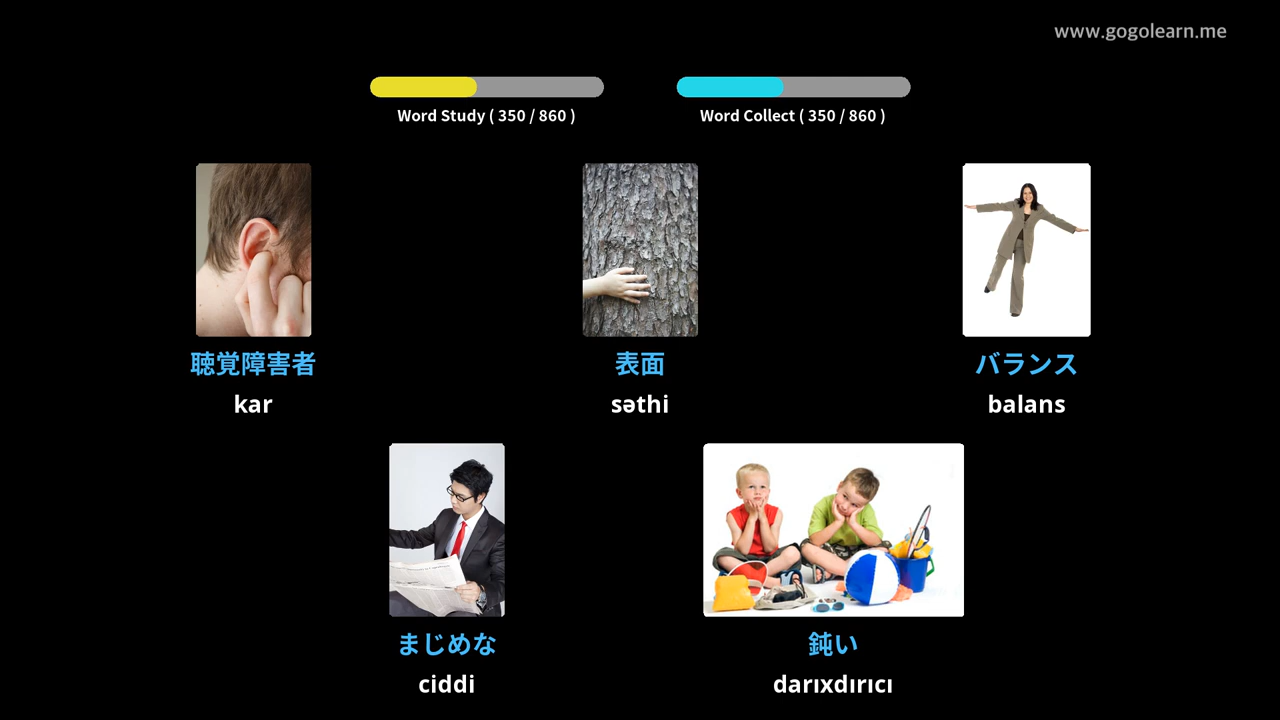 www.gogolearn.me
Word Study ( 350 / 860 )
Word Collect ( 350 / 860 )
聴覚障害者
kar
表面
səthi
バランス
balans
まじめな
ciddi
鈍い
darıxdırıcı